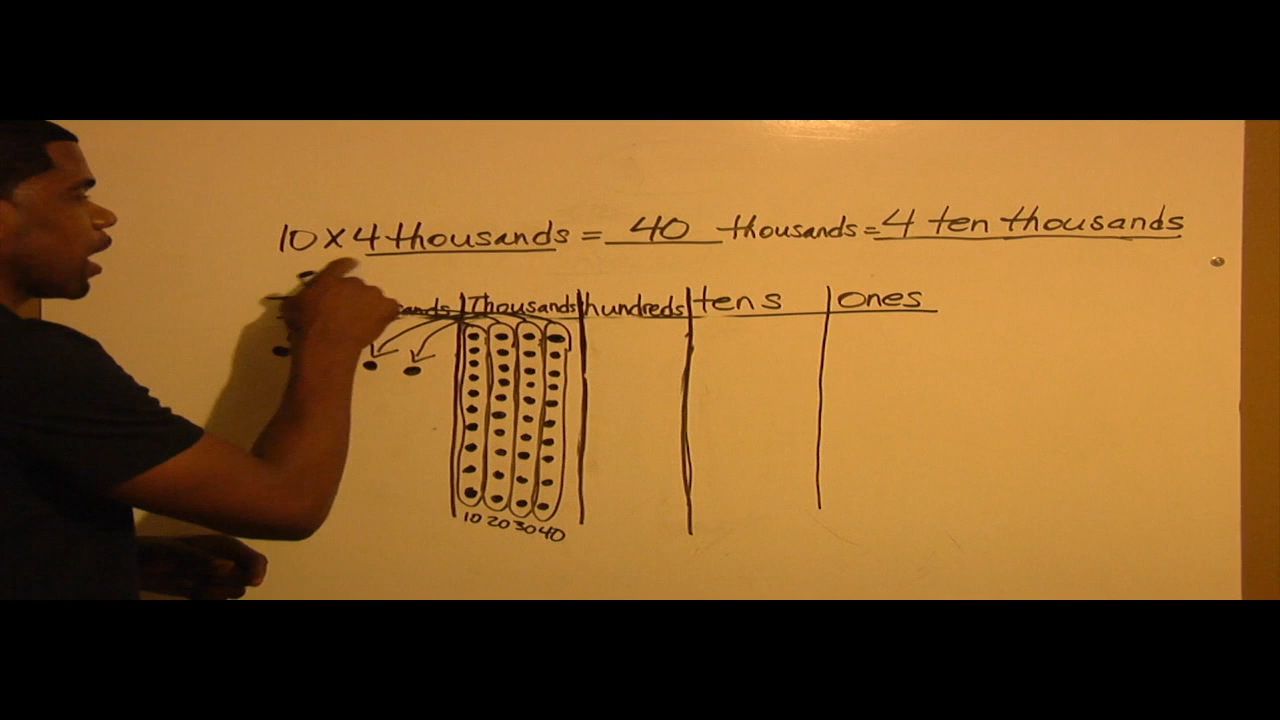 10 x 4 thousands = 40 thousands = 4 ten thousands
Thousands hundreds tens ones
10 20 30 40